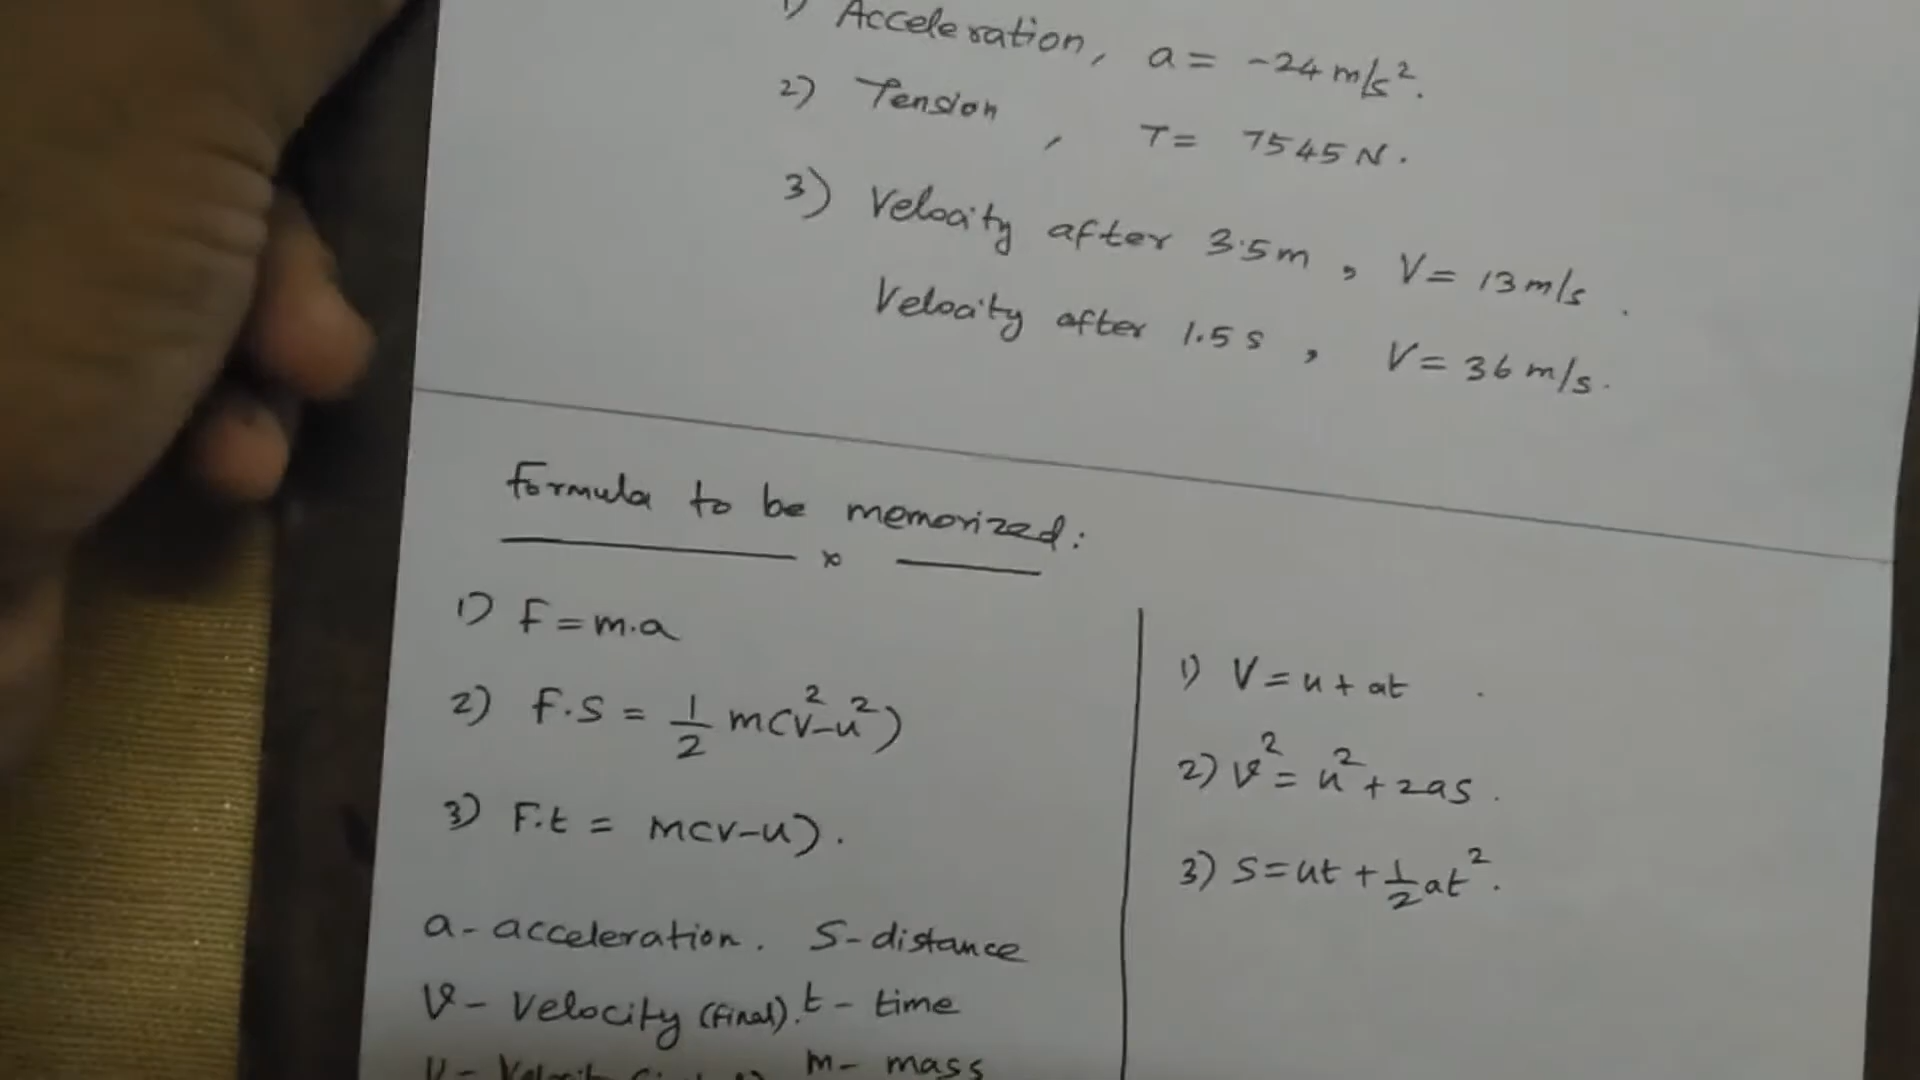 1) Acceleration, a = -24 m/s².
2) Tension, T = 7545 N.
3) Velocity after 3.5m, V = 13 m/s.
Velocity after 1.5 s, V = 36 m/s.
Formula to be memorized:
x
1) F = m.a
2) F.S = 1/2 m(v²-u²)
3) F.t = m(v-u).
a - acceleration. S - distance
v - Velocity (final). t - time
m - mass
1) V = u + at
2) v² = u² + 2as.
3) S = ut + 1/2 at².